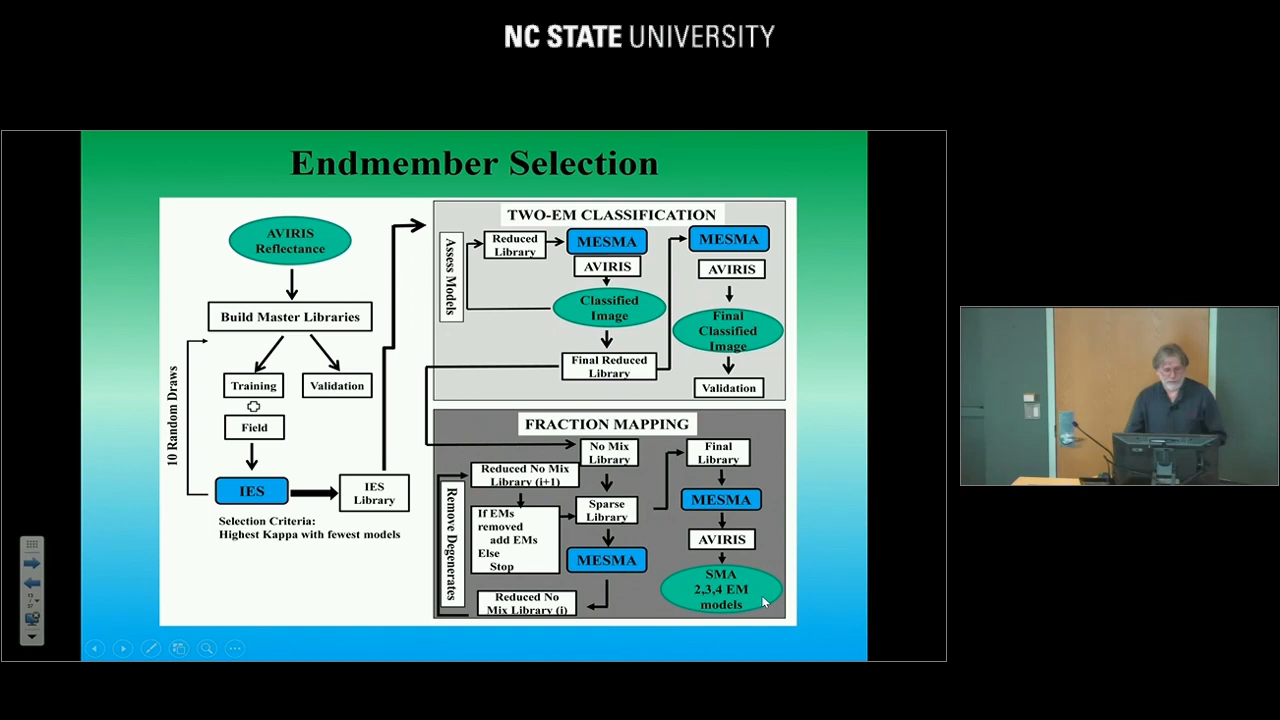 NC STATE UNIVERSITY
Endmember Selection
AVIRIS
Reflectance
Build Master Libraries
Training
Validation
Field
10 Random Draws
IES
IES
Library
Selection Criteria:
Highest Kappa with fewest models
TWO-EM CLASSIFICATION
Assess Models
Reduced
Library
MESMA
AVIRIS
Classified
Image
Final Reduced
Library
MESMA
AVIRIS
Final
Classified
Image
Validation
FRACTION MAPPING
No Mix
Library
Reduced No Mix
Library (i+1)
Remove Degenerates
If EMs
removed
add EMs
Else
Stop
Sparse
Library
MESMA
Reduced No
Mix Library (i)
Final
Library
MESMA
AVIRIS
SMA
2,3,4 EM
models